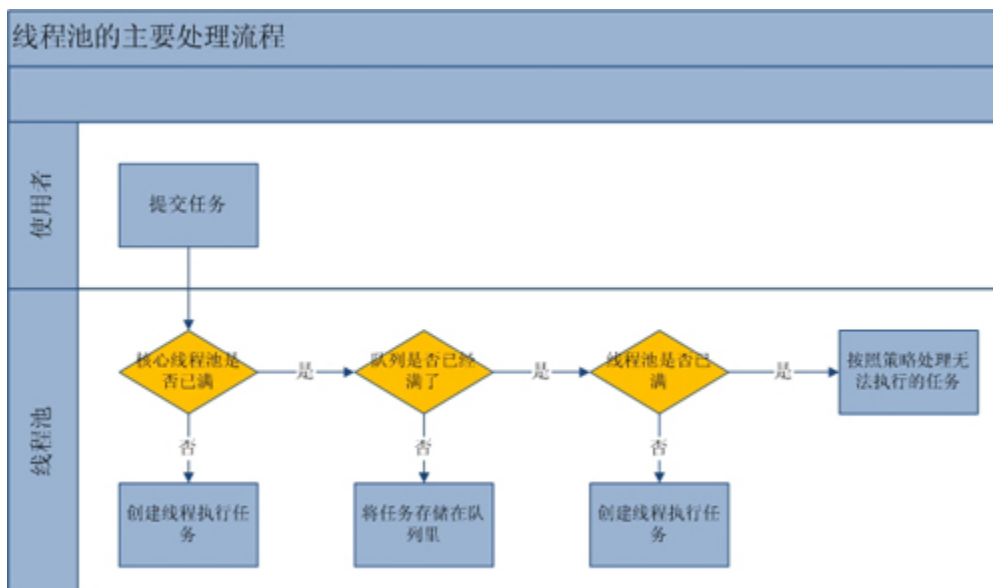 线程池的主要处理流程
使用者
提交任务
线程池
核心线程池是
否已满
是
队列是否已经
满了
是
线程池是否已
满
是
按照策略处理无
法执行的任务
否
否
否
创建线程执行任
务
将任务存储在队
列里
创建线程执行任
务